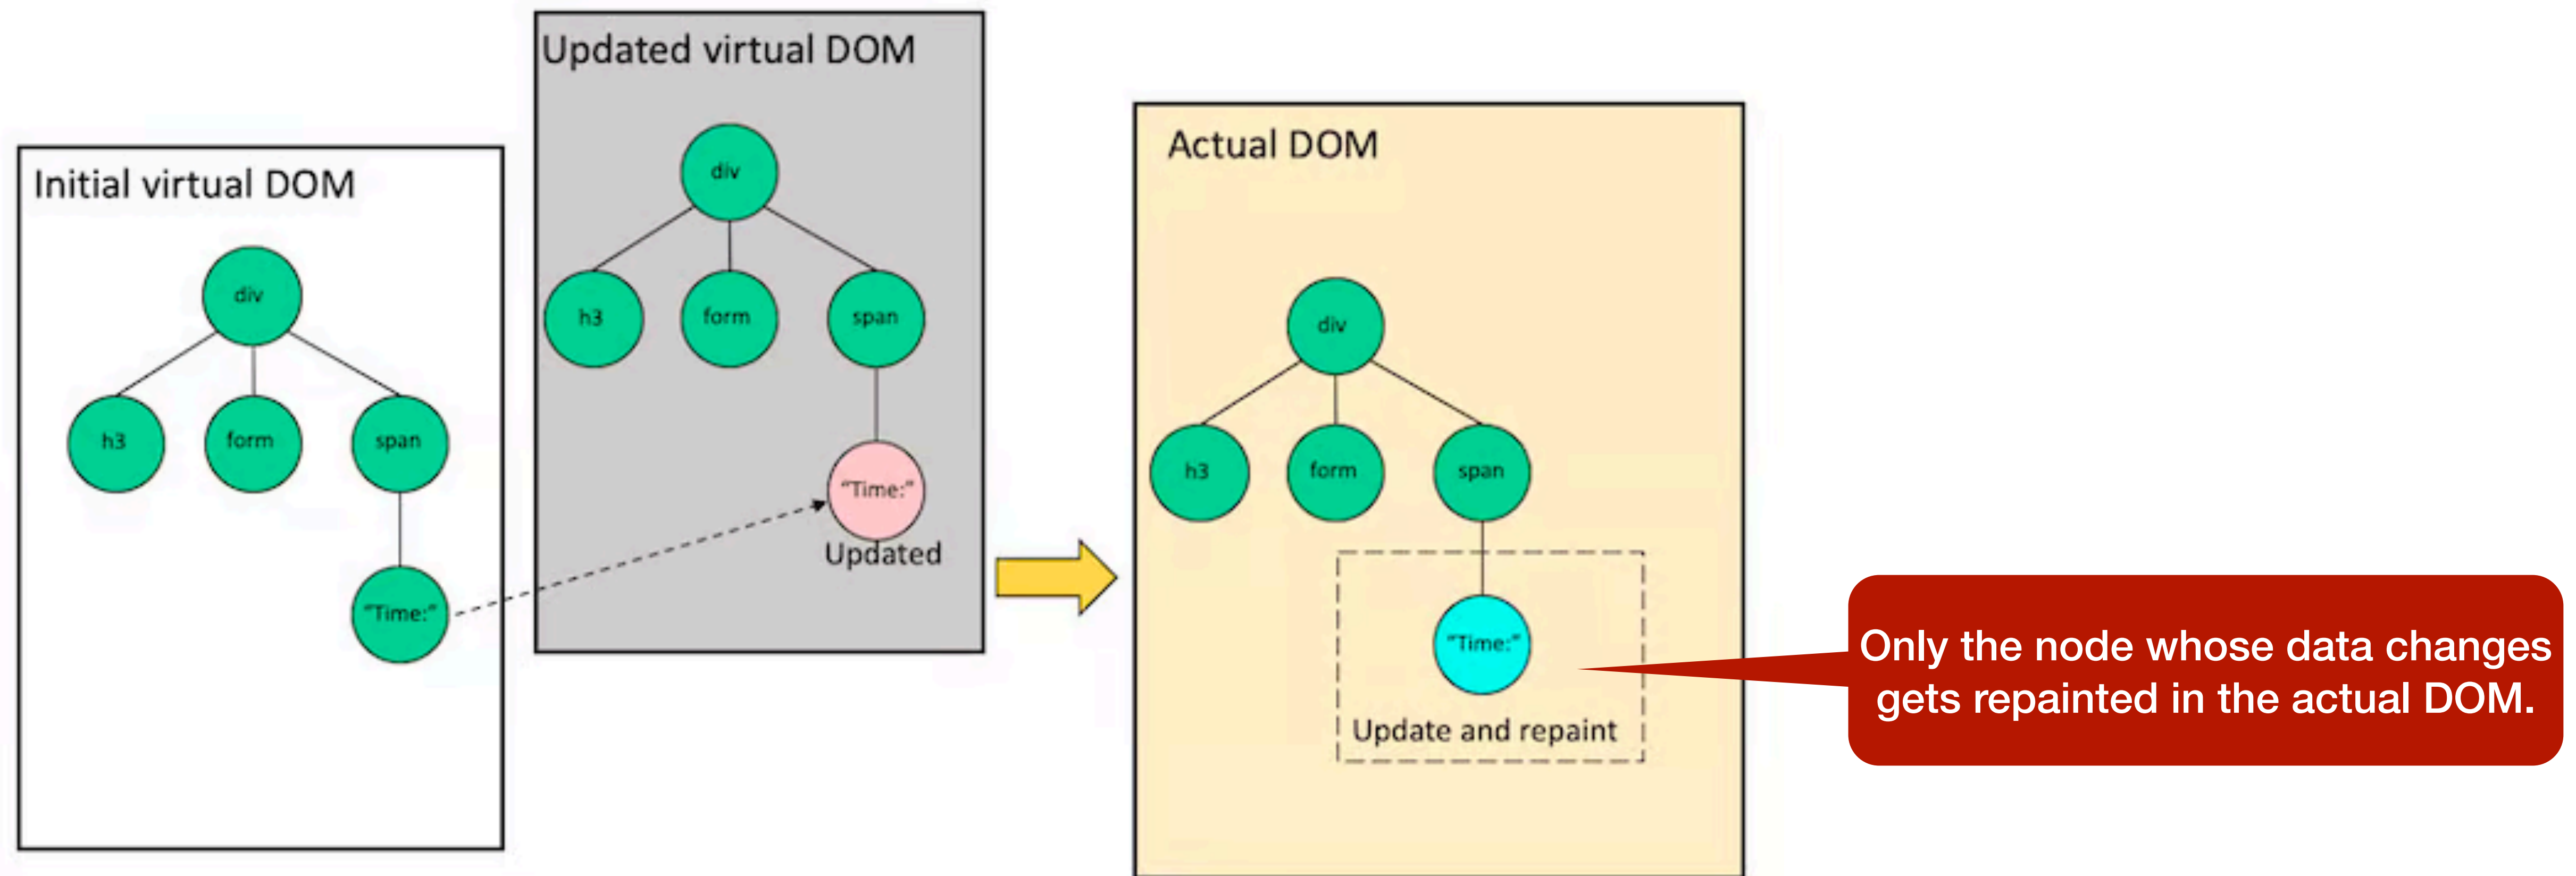 Initial virtual DOM
div
h3
form
span
"Time:"
Updated virtual DOM
div
h3
form
span
"Time:"
Updated
Actual DOM
div
h3
form
span
"Time:"
Update and repaint
Only the node whose data changes
gets repainted in the actual DOM.